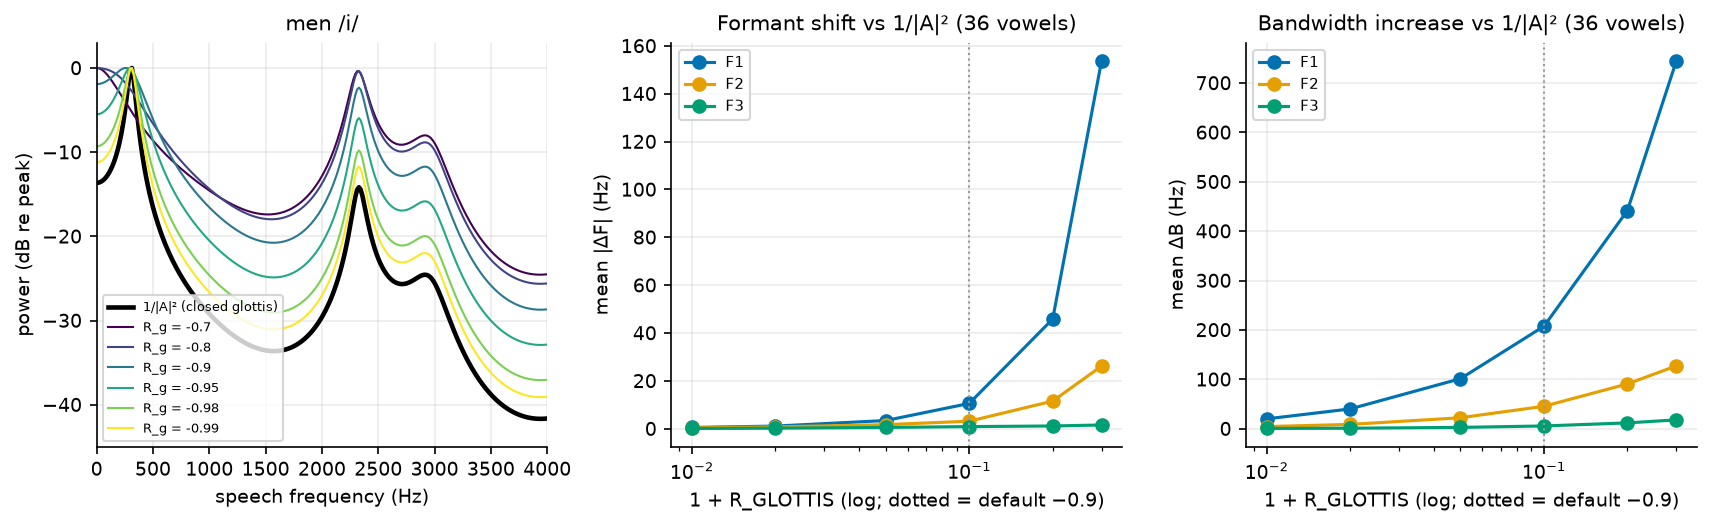 men /i/
power (dB re peak)
0
−10
−20
−30
−40
1/|A|² (closed glottis)
R_g = -0.7
R_g = -0.8
R_g = -0.9
R_g = -0.95
R_g = -0.98
R_g = -0.99
0 500 1000 1500 2000 2500 3000 3500 4000
speech frequency (Hz)
Formant shift vs 1/|A|² (36 vowels)
mean |ΔF| (Hz)
160
140
120
100
80
60
40
20
0
F1
F2
F3
10⁻² 10⁻¹
1 + R_GLOTTIS (log; dotted = default −0.9)
Bandwidth increase vs 1/|A|² (36 vowels)
mean ΔB (Hz)
700
600
500
400
300
200
100
0
F1
F2
F3
10⁻² 10⁻¹
1 + R_GLOTTIS (log; dotted = default −0.9)